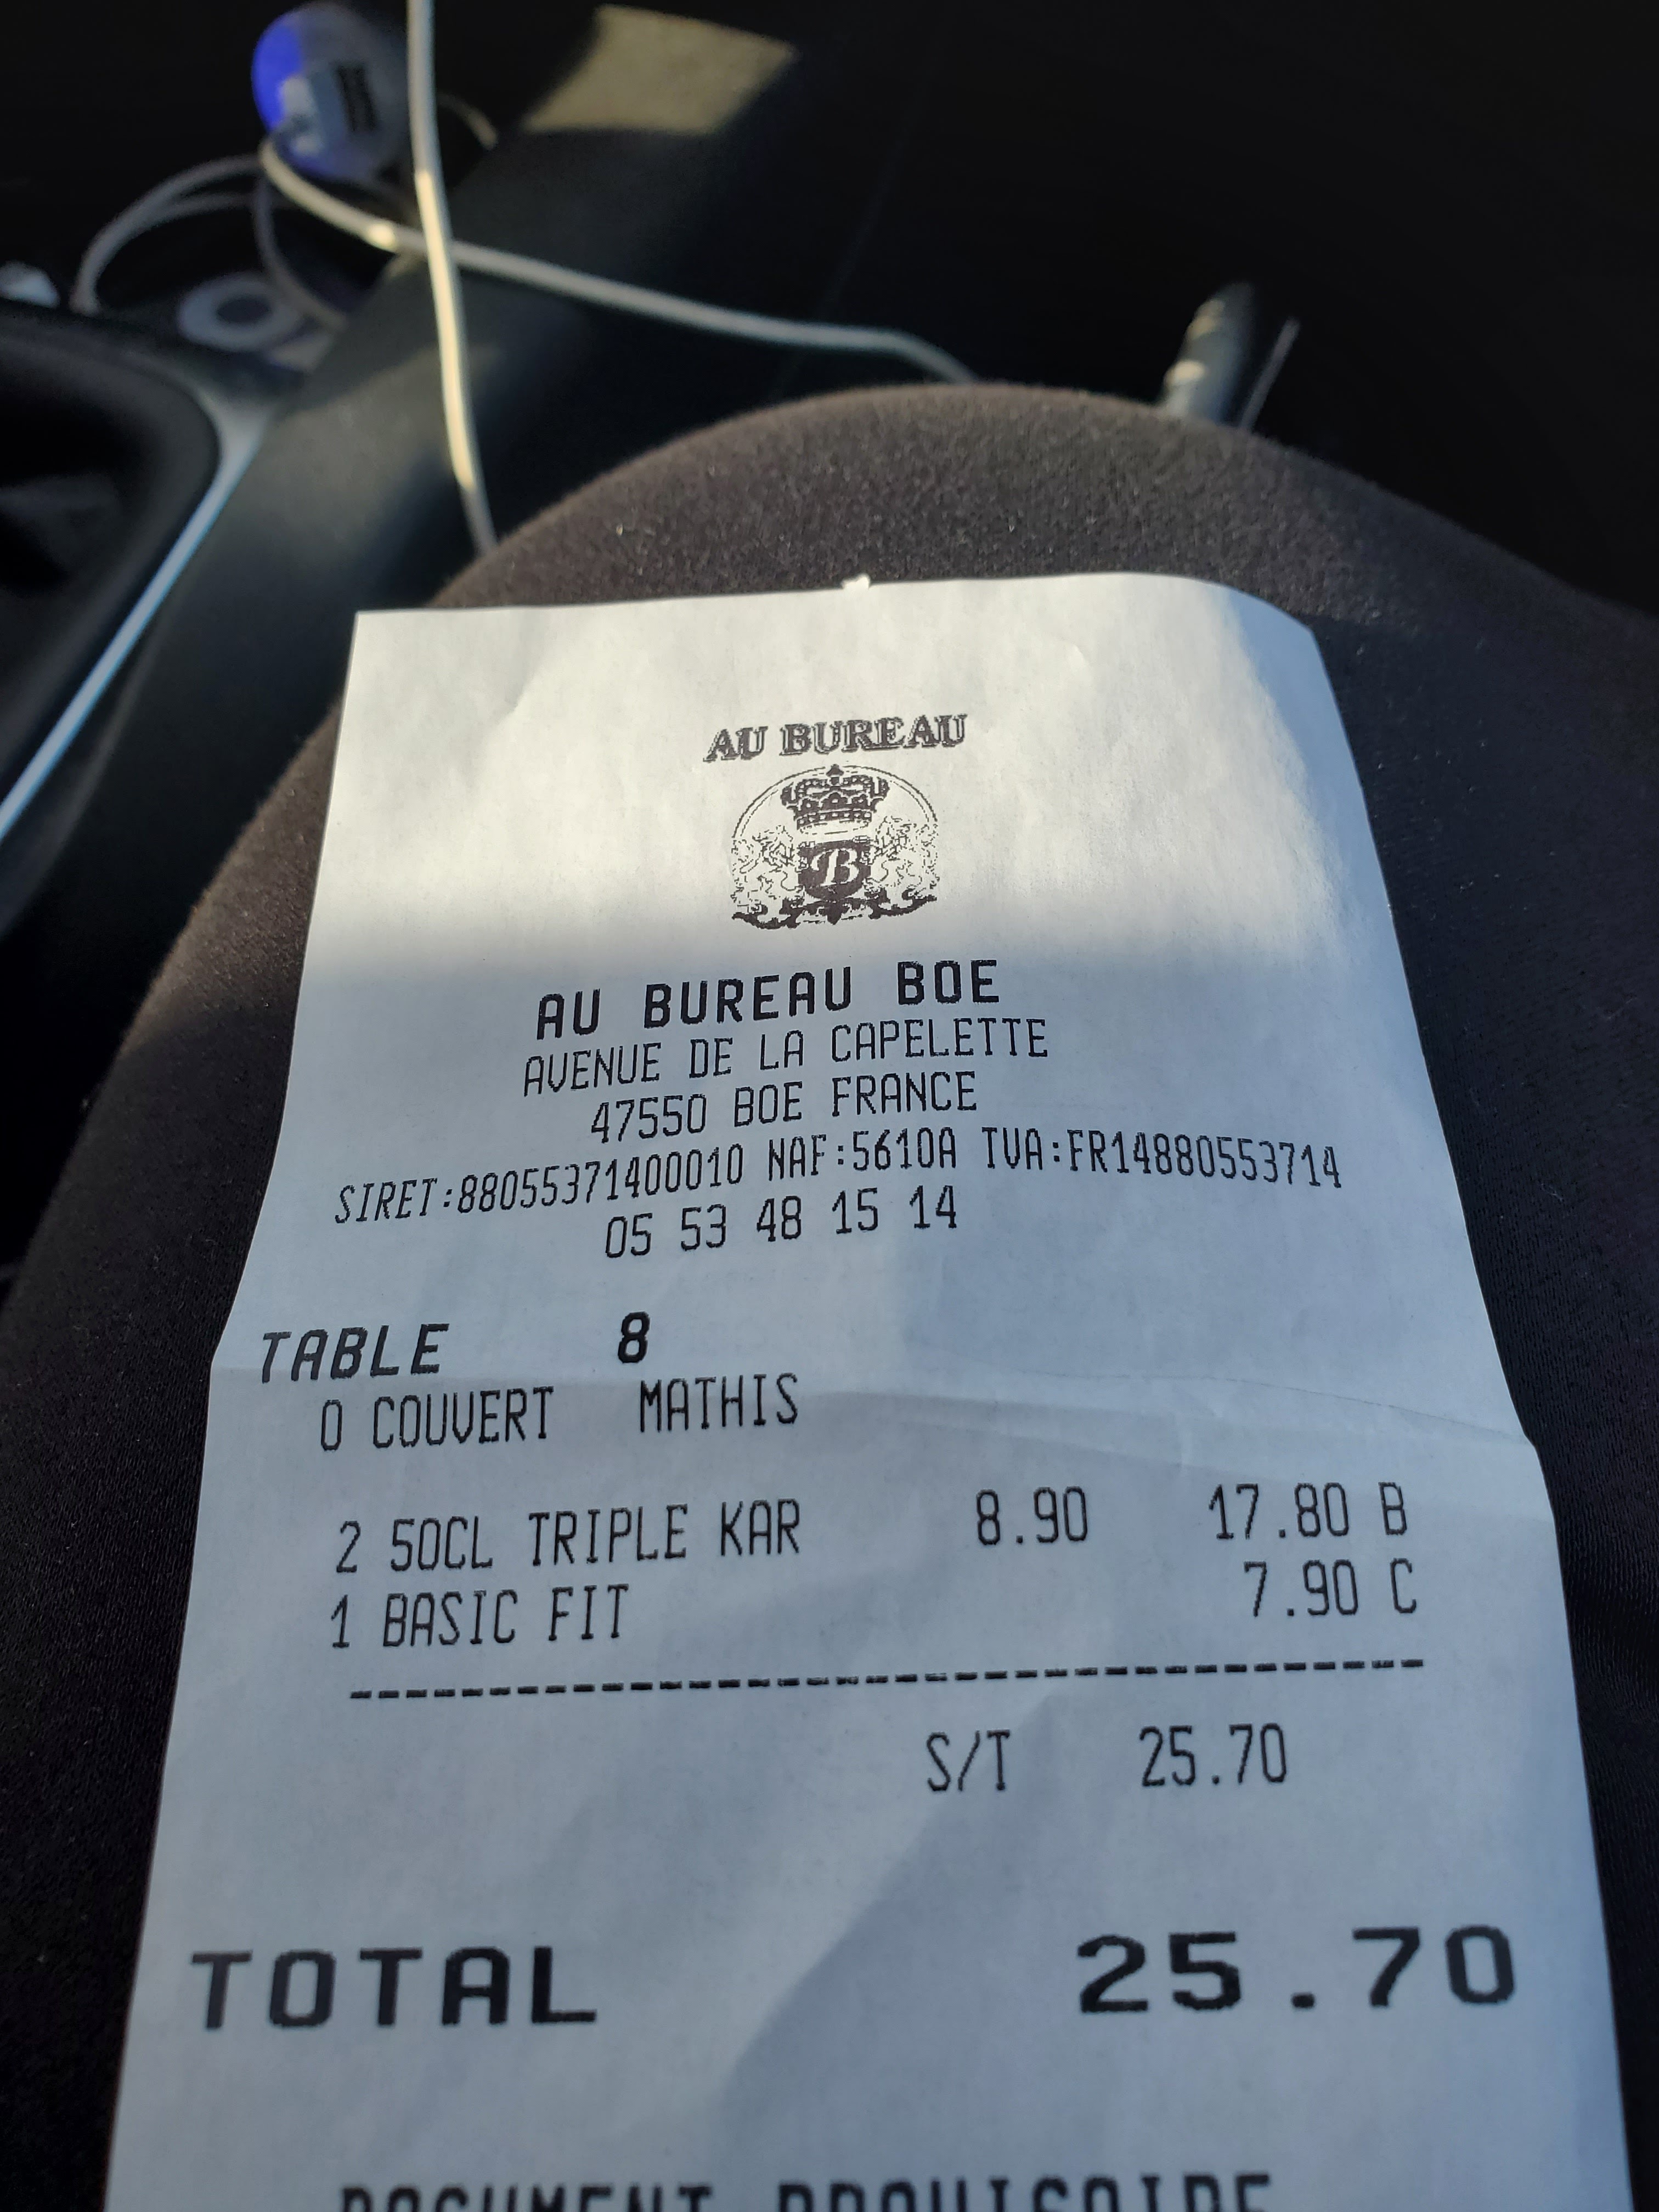 AU BUREAU
B
AU BUREAU BOE
AVENUE DE LA CAPELETTE
47550 BOE FRANCE
SIRET:88055371400010 NAF:5610A TVA:FR14880553714
05 53 48 15 14
TABLE 8
0 COUVERT MATHIS
2 50CL TRIPLE KAR 8.90 17.80 B
1 BASIC FIT 7.90 C
S/T 25.70
TOTAL 25.70
DOCUMENT PROVISOIRE